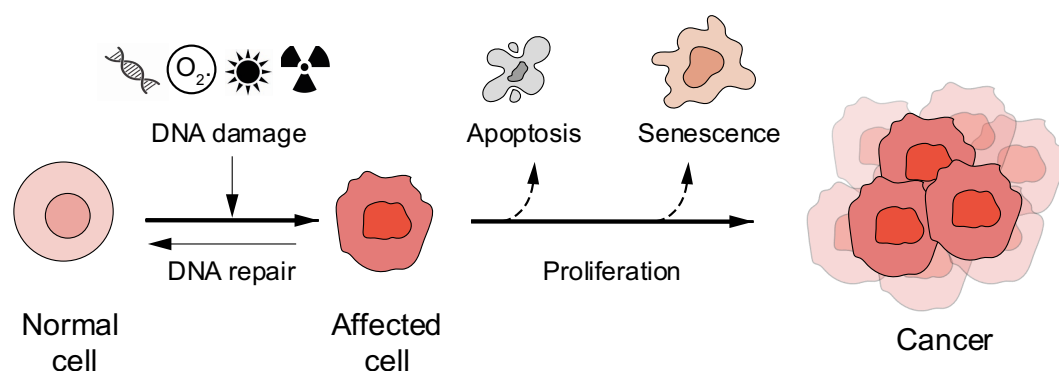 O2·
DNA damage
Apoptosis
Senescence
DNA repair
Proliferation
Normal
cell
Affected
cell
Cancer